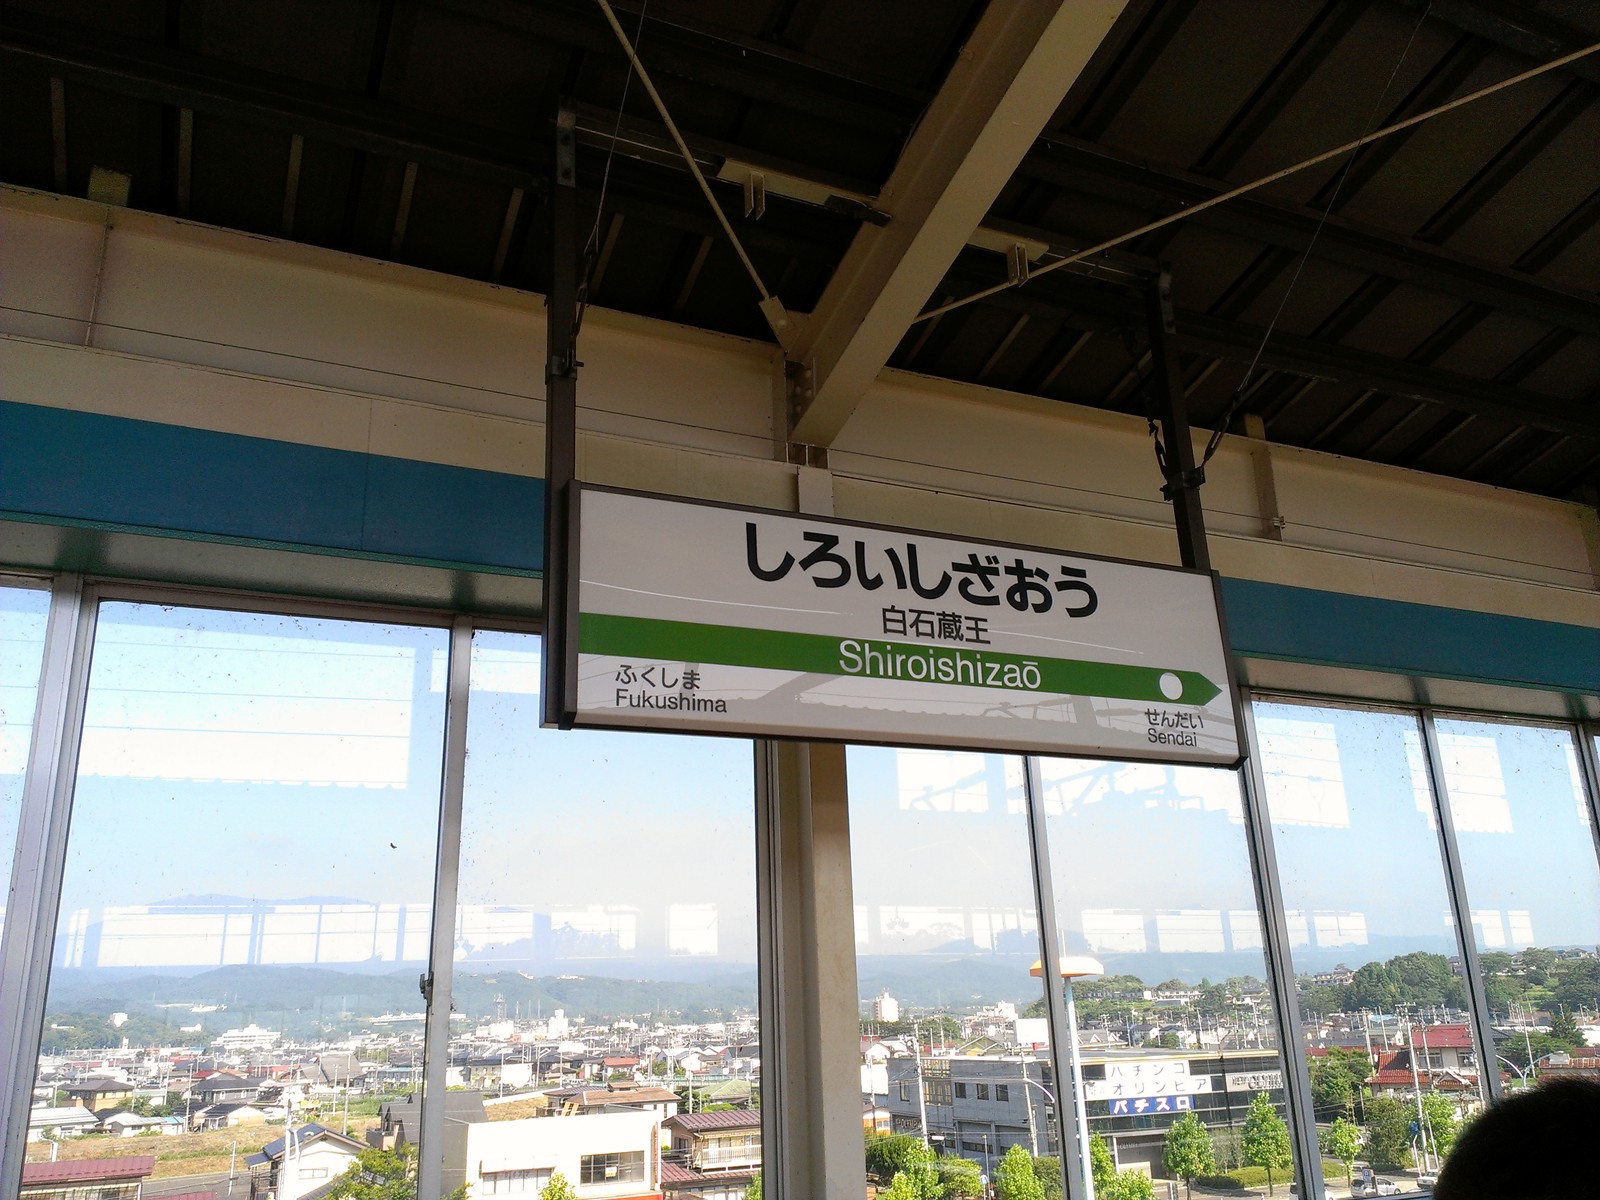 しろいしざおう
白石蔵王
Shiroishizaō
ふくしま
Fukushima
せんだい
Sendai
パチンコ
オリンピア
パチスロ